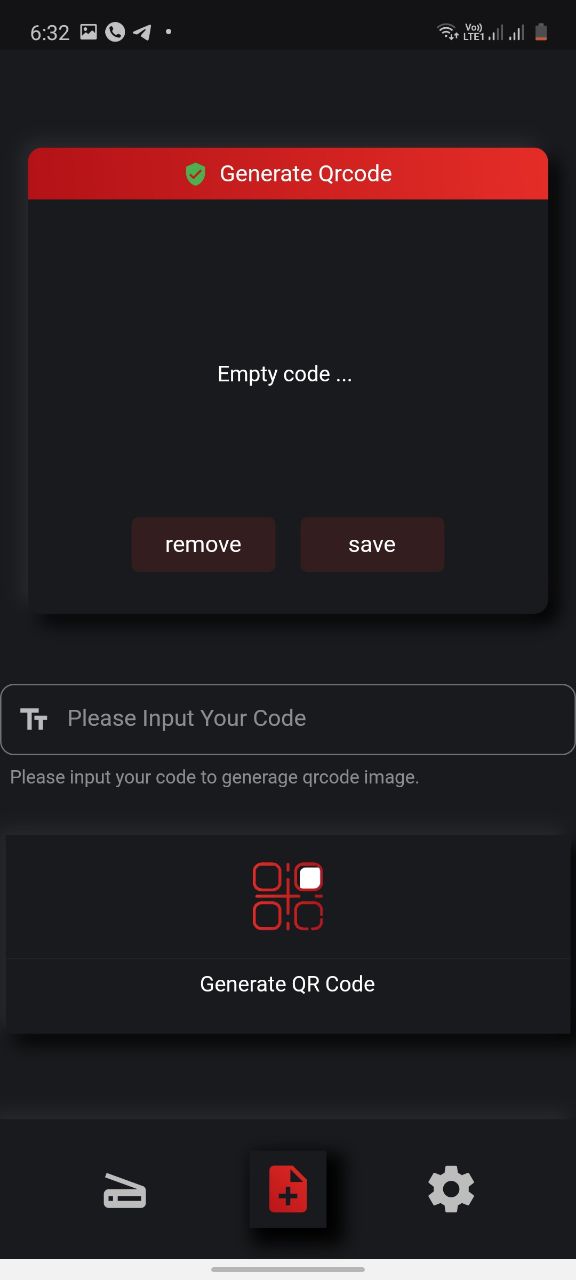 6:32
Vo))
LTE1
Generate Qrcode
Empty code ...
remove
save
Please Input Your Code
Please input your code to generage qrcode image.
Generate QR Code